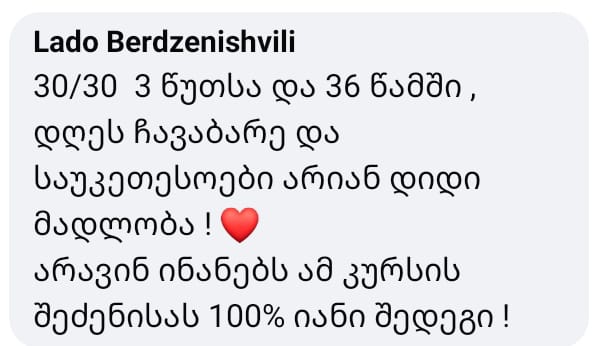 Lado Berdzenishvili
30/30 3 წუთსა და 36 წამში ,
დღეს ჩავაბარე და
საუკეთესოები არიან დიდი
მადლობა ! ❤️
არავინ ინანებს ამ კურსის
შეძენისას 100% იანი შედეგი !